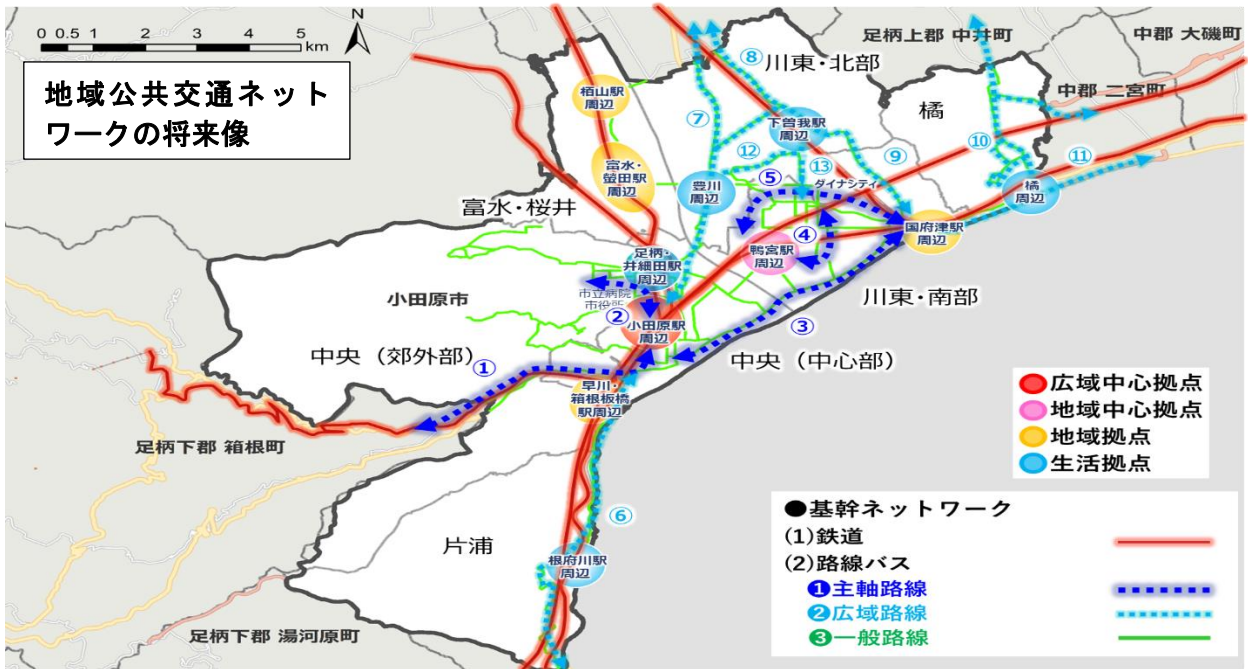 0 0.5 1 2 3 4 5
km
N
地域公共交通ネット
ワークの将来像
足柄上郡 中井町
中郡 大磯町
中郡 二宮町
川東・北部
橘
栢山駅
周辺
⑧
⑦
下曽我駅
周辺
⑫
⑬
⑨
⑩
⑪
富水・
螢田駅
周辺
豊川
周辺
⑤
ダイナシティ
橘
周辺
富水・桜井
④
国府津駅
周辺
鴨宮駅
周辺
足柄・
井細田駅
周辺
小田原市
市立病院
市役所
②
小田原駅
周辺
川東・南部
③
中央（郊外部）
①
中央（中心部）
早川・
箱根板橋
駅周辺
足柄下郡 箱根町
⑥
片浦
根府川駅
周辺
足柄下郡 湯河原町
広域中心拠点
地域中心拠点
地域拠点
生活拠点
●基幹ネットワーク
(1)鉄道
(2)路線バス
❶主軸路線
❷広域路線
❸一般路線